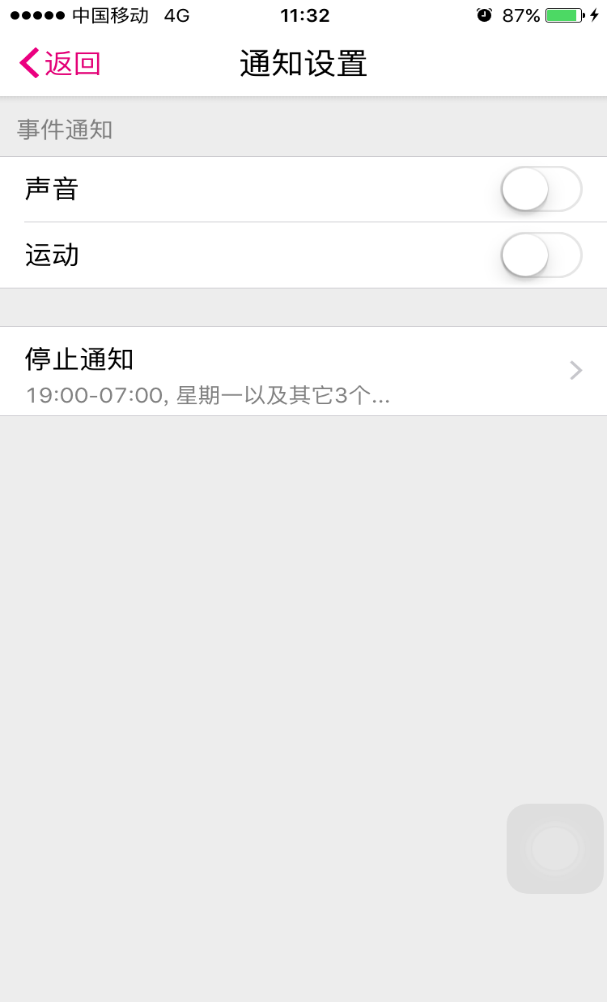 中国移动 4G 11:32 87%
返回 通知设置
事件通知
声音
运动
停止通知
19:00-07:00, 星期一以及其它3个...